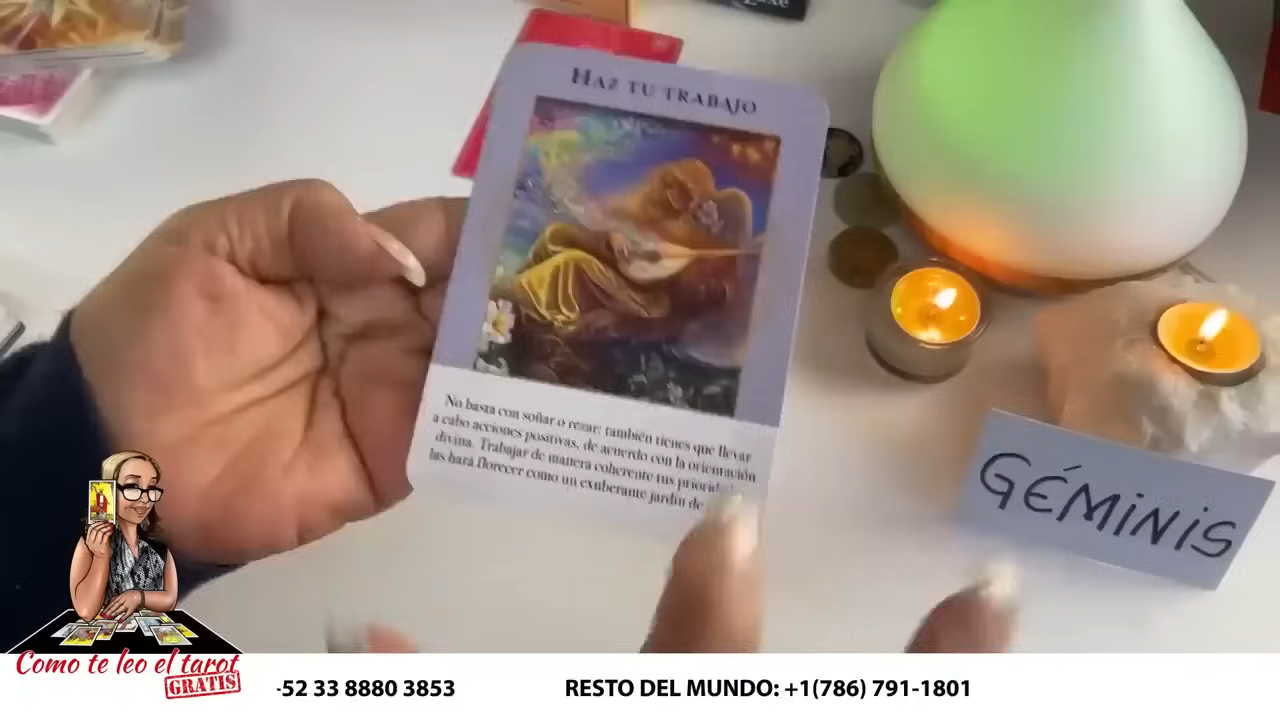 HAZ TU TRABAJO
No basta con soñar o rezar: también tienes que llevar
a cabo acciones positivas, de acuerdo con la orientación
divina. Trabajar de manera coherente tus
las hará florecer como un exuberante jardín de
GÉMINIS
Como te leo el tarot
GRATIS
-52 33 8880 3853
RESTO DEL MUNDO: +1(786) 791-1801